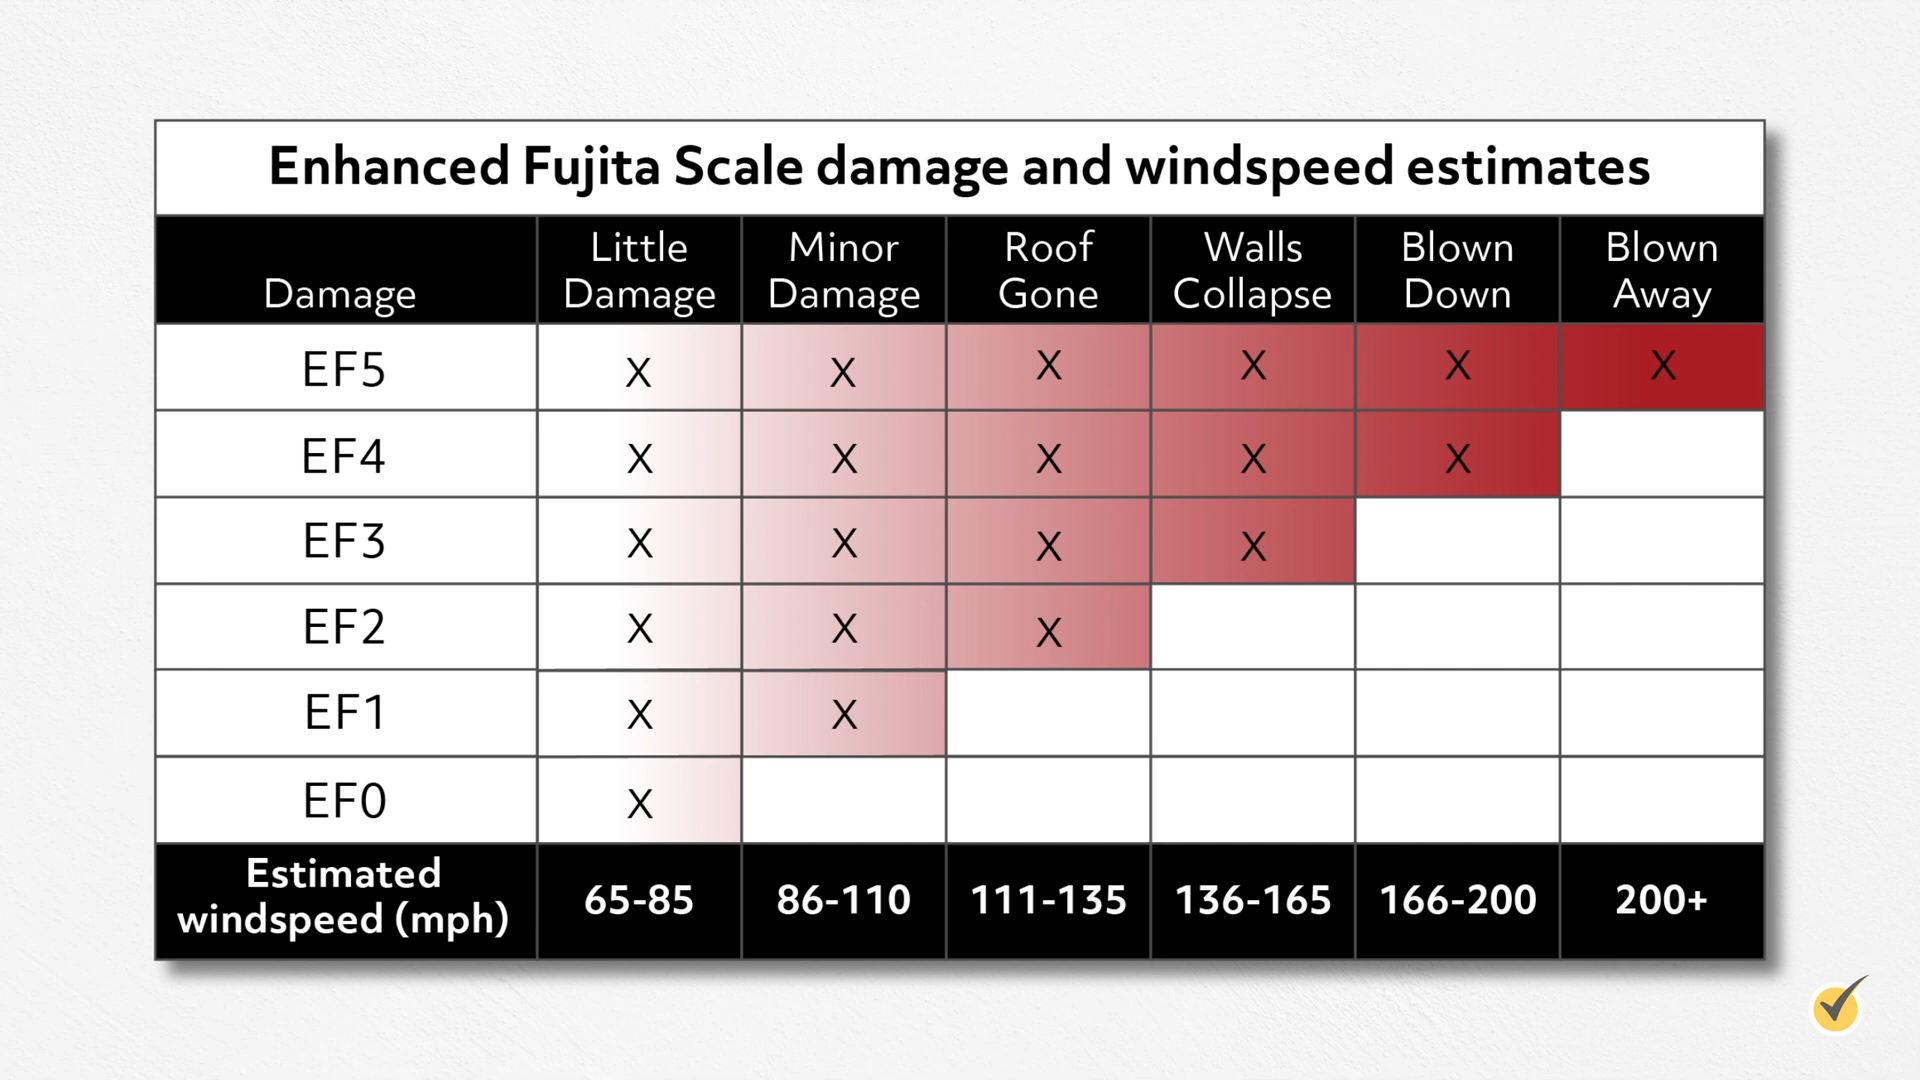 Enhanced Fujita Scale damage and windspeed estimates
Damage Little Damage Minor Damage Roof Gone Walls Collapse Blown Down Blown Away
EF5 X X X X X X
EF4 X X X X X
EF3 X X X X
EF2 X X X
EF1 X X
EF0 X
Estimated windspeed (mph) 65-85 86-110 111-135 136-165 166-200 200+